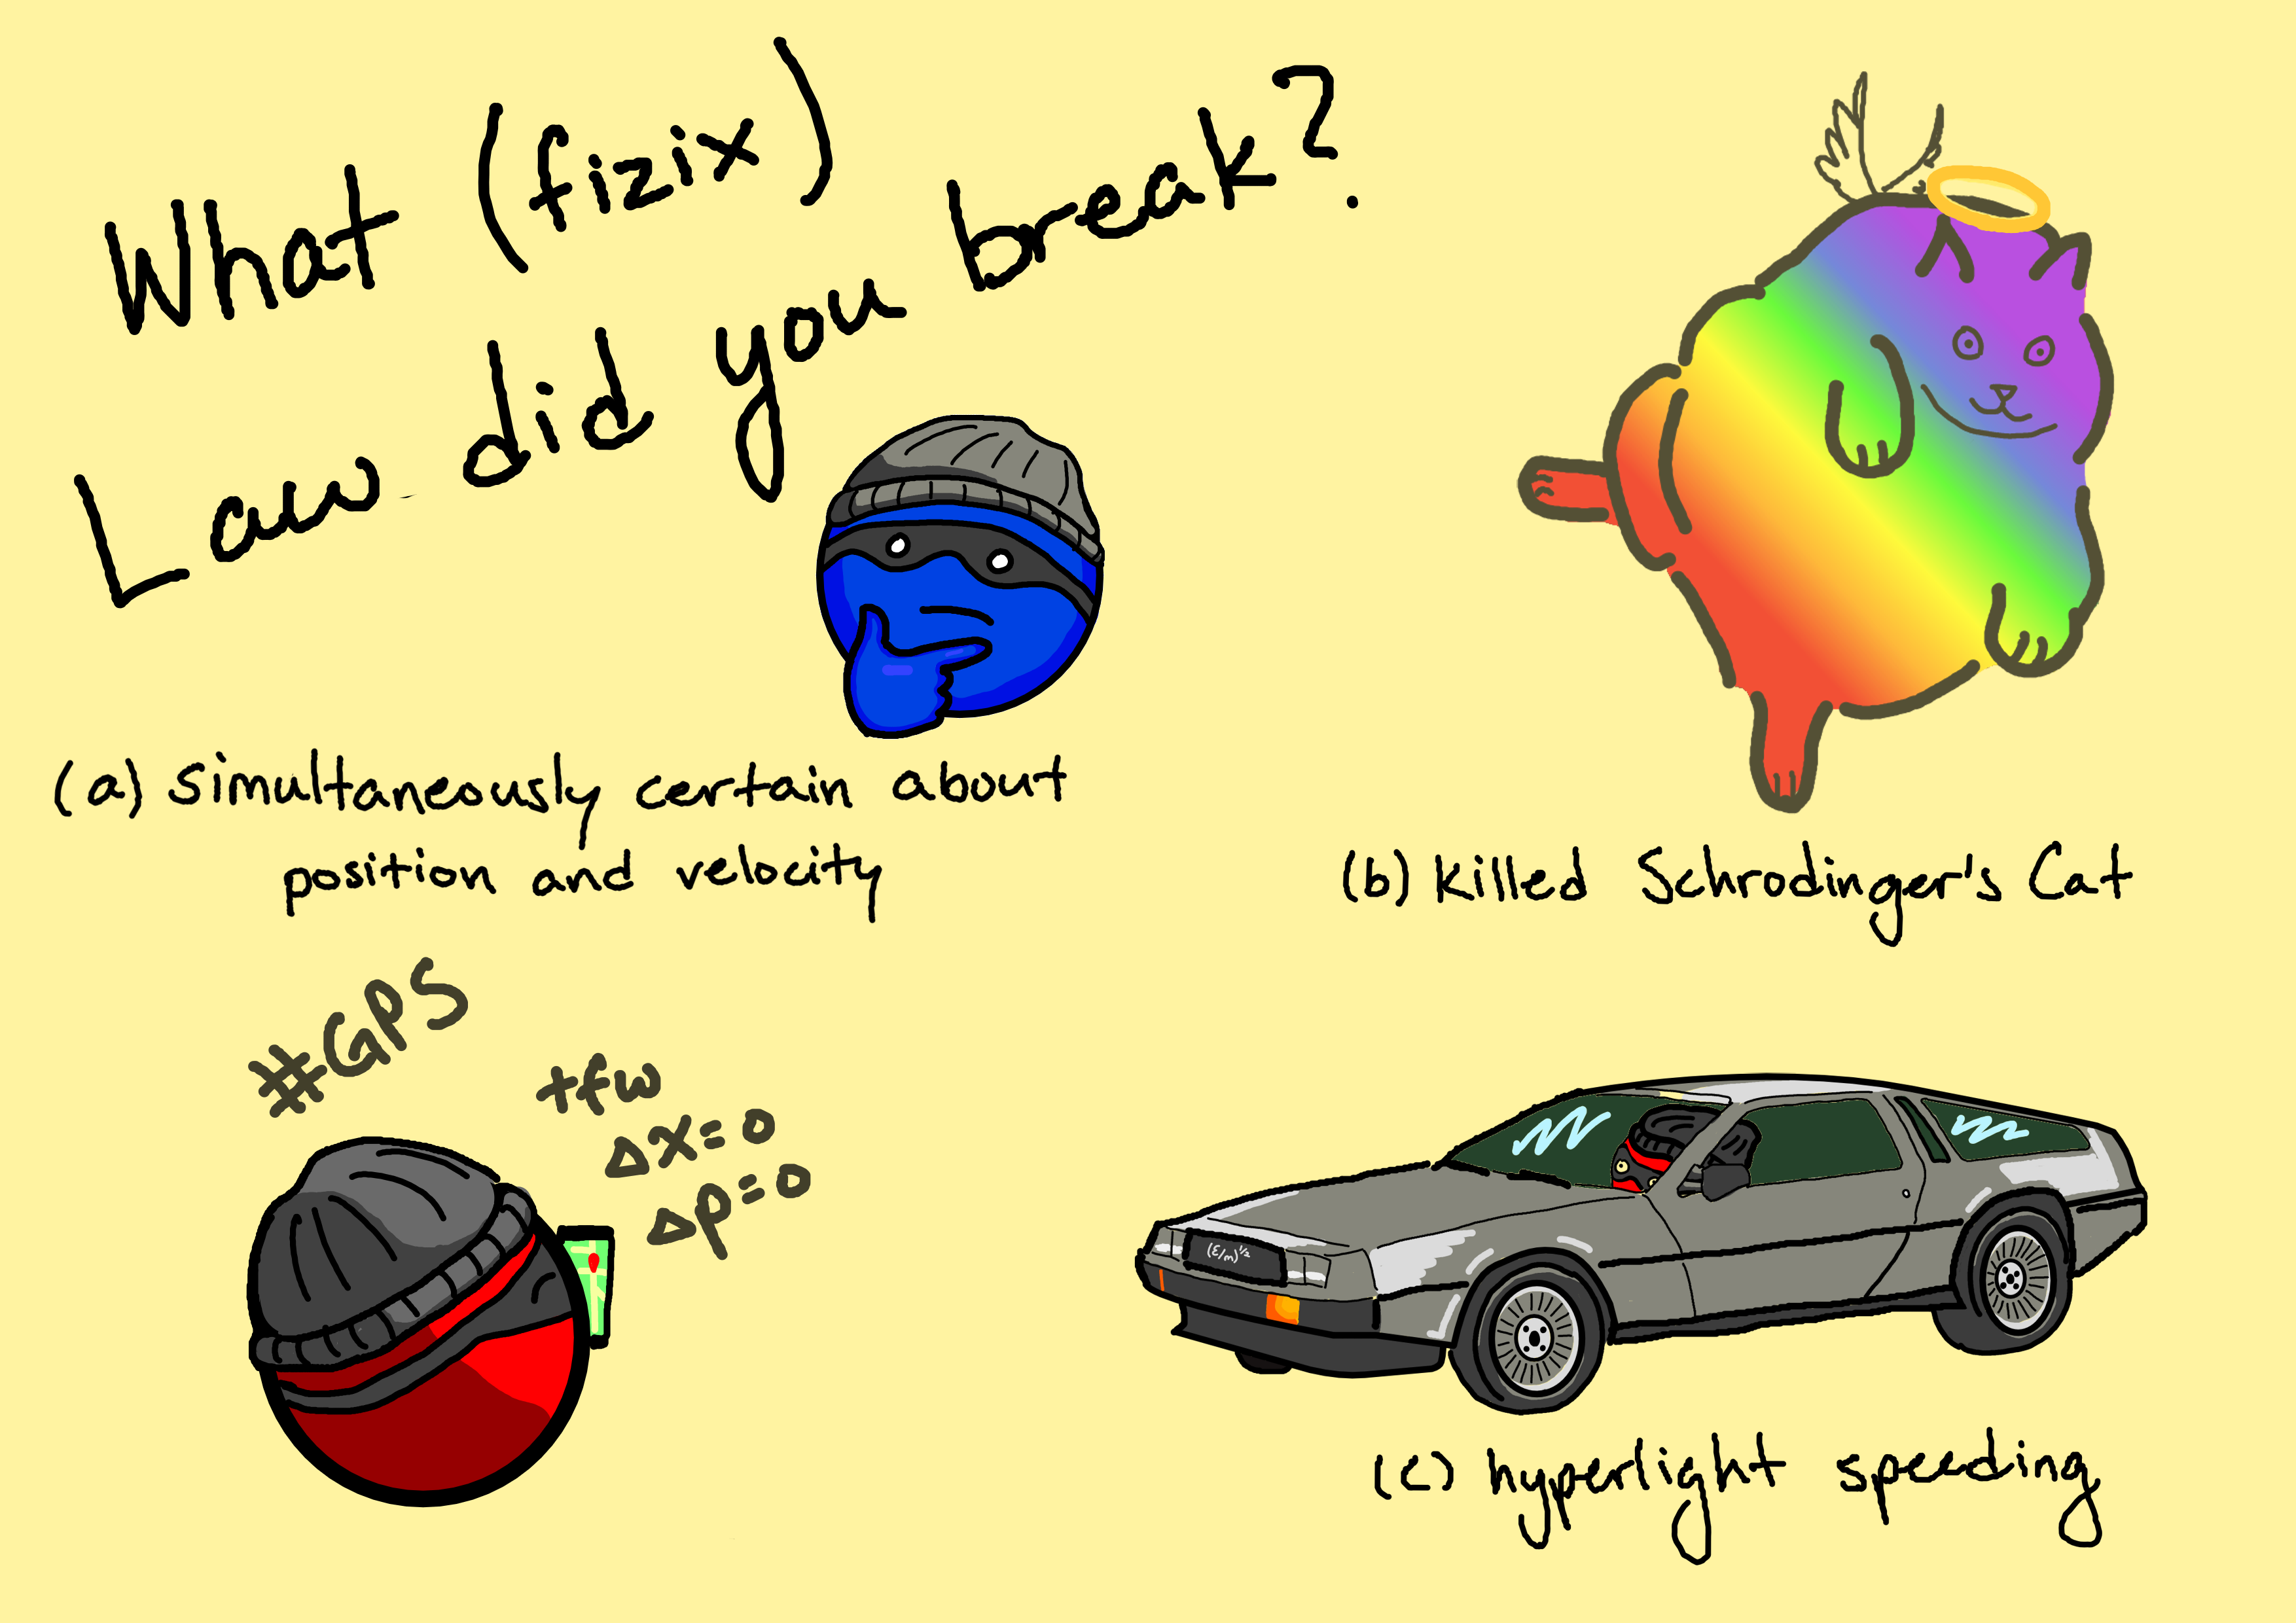 What (fizix)
Law did you break?
(a) simultaneously certain about
position and velocity
(b) killed Schrodinger's Cat
#GPS
tfw
Δx=0
Δp=0
(E/m)^1/2
(c) hyperlight speeding